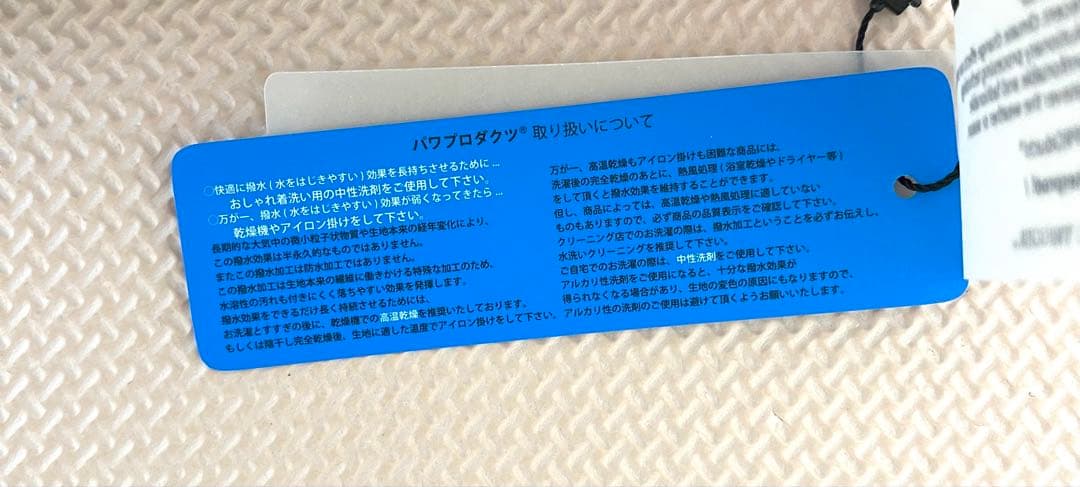 パワプロダクツ® 取り扱いについて
○快適に撥水(水をはじきやすい)効果を長持ちさせるために…
おしゃれ着洗い用の中性洗剤をご使用して下さい。
○万が一、撥水(水をはじきやすい)効果が弱くなってきたら…
乾燥機やアイロン掛けをして下さい。
長期的な大気中の微小粒子状物質や生地本来の経年変化により、
この撥水効果は半永久的なものではありません。
またこの撥水加工は防水加工ではありません。
この撥水加工は生地本来の繊維に働きかける特殊な加工のため、
水溶性の汚れも付きにくく落ちやすい効果を発揮します。
撥水効果をできるだけ長く持続させるためには、
お洗濯とすすぎの後に、乾燥機での高温乾燥を推奨いたしております。
もしくは陰干し完全乾燥後、生地に適した温度でアイロン掛けをして下さい。
万が一、高温乾燥もアイロン掛けも困難な商品には、
洗濯後の完全乾燥のあとに、熱風処理(浴室乾燥やドライヤー等)
をして頂くと撥水効果を維持することができます。
但し、商品によっては、高温乾燥や熱風処理に適していない
ものもありますので、必ず商品の品質表示をご確認して下さい。
クリーニング店でのお洗濯の際は、撥水加工ということを必ずお伝えし、
水洗いクリーニングを推奨して下さい。
ご自宅でのお洗濯の際は、中性洗剤をご使用して下さい。
アルカリ性洗剤をご使用になると、十分な撥水効果が
得られなくなる場合があり、生地の変色の原因にもなりますので、
アルカリ性の洗剤のご使用は避けて頂くようお願いいたします。